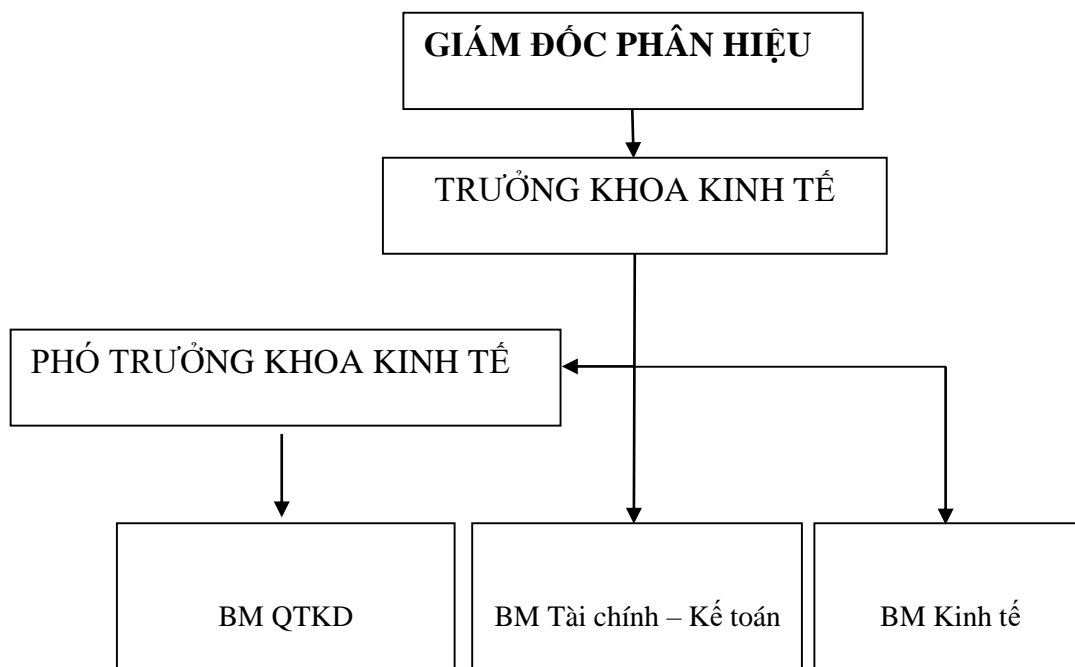 GIÁM ĐỐC PHÂN HIỆU
TRƯỞNG KHOA KINH TẾ
PHÓ TRƯỞNG KHOA KINH TẾ
BM QTKD
BM Tài chính – Kế toán
BM Kinh tế